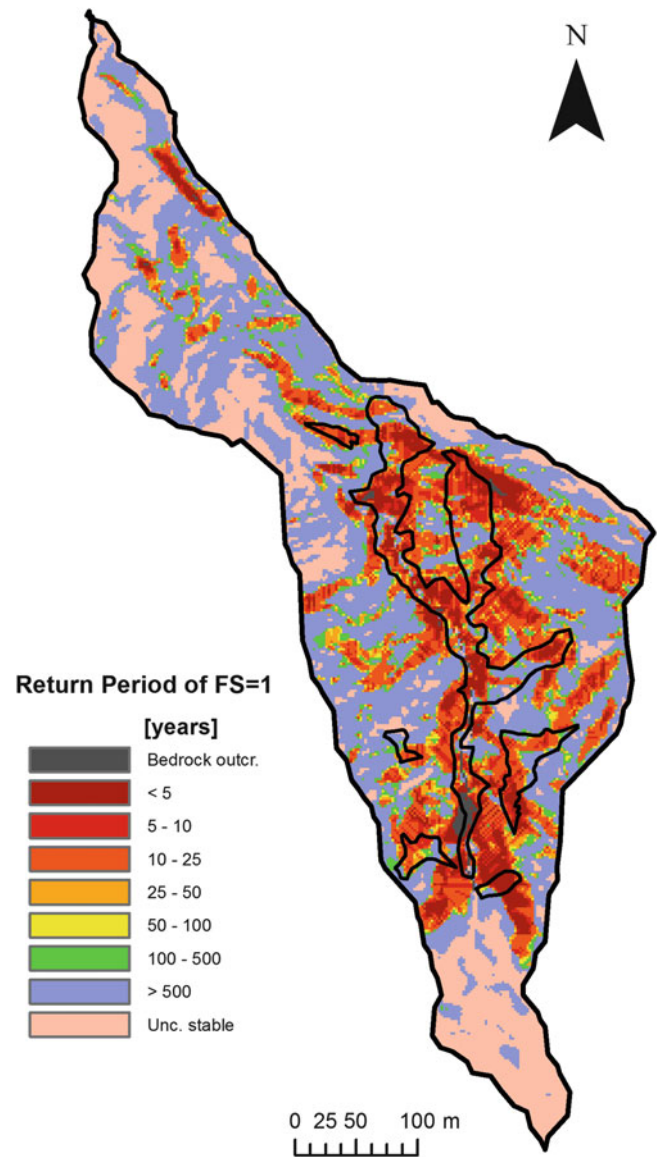 N
Return Period of FS=1
[years]
Bedrock outcr.
< 5
5 - 10
10 - 25
25 - 50
50 - 100
100 - 500
> 500
Unc. stable
0 25 50 100 m